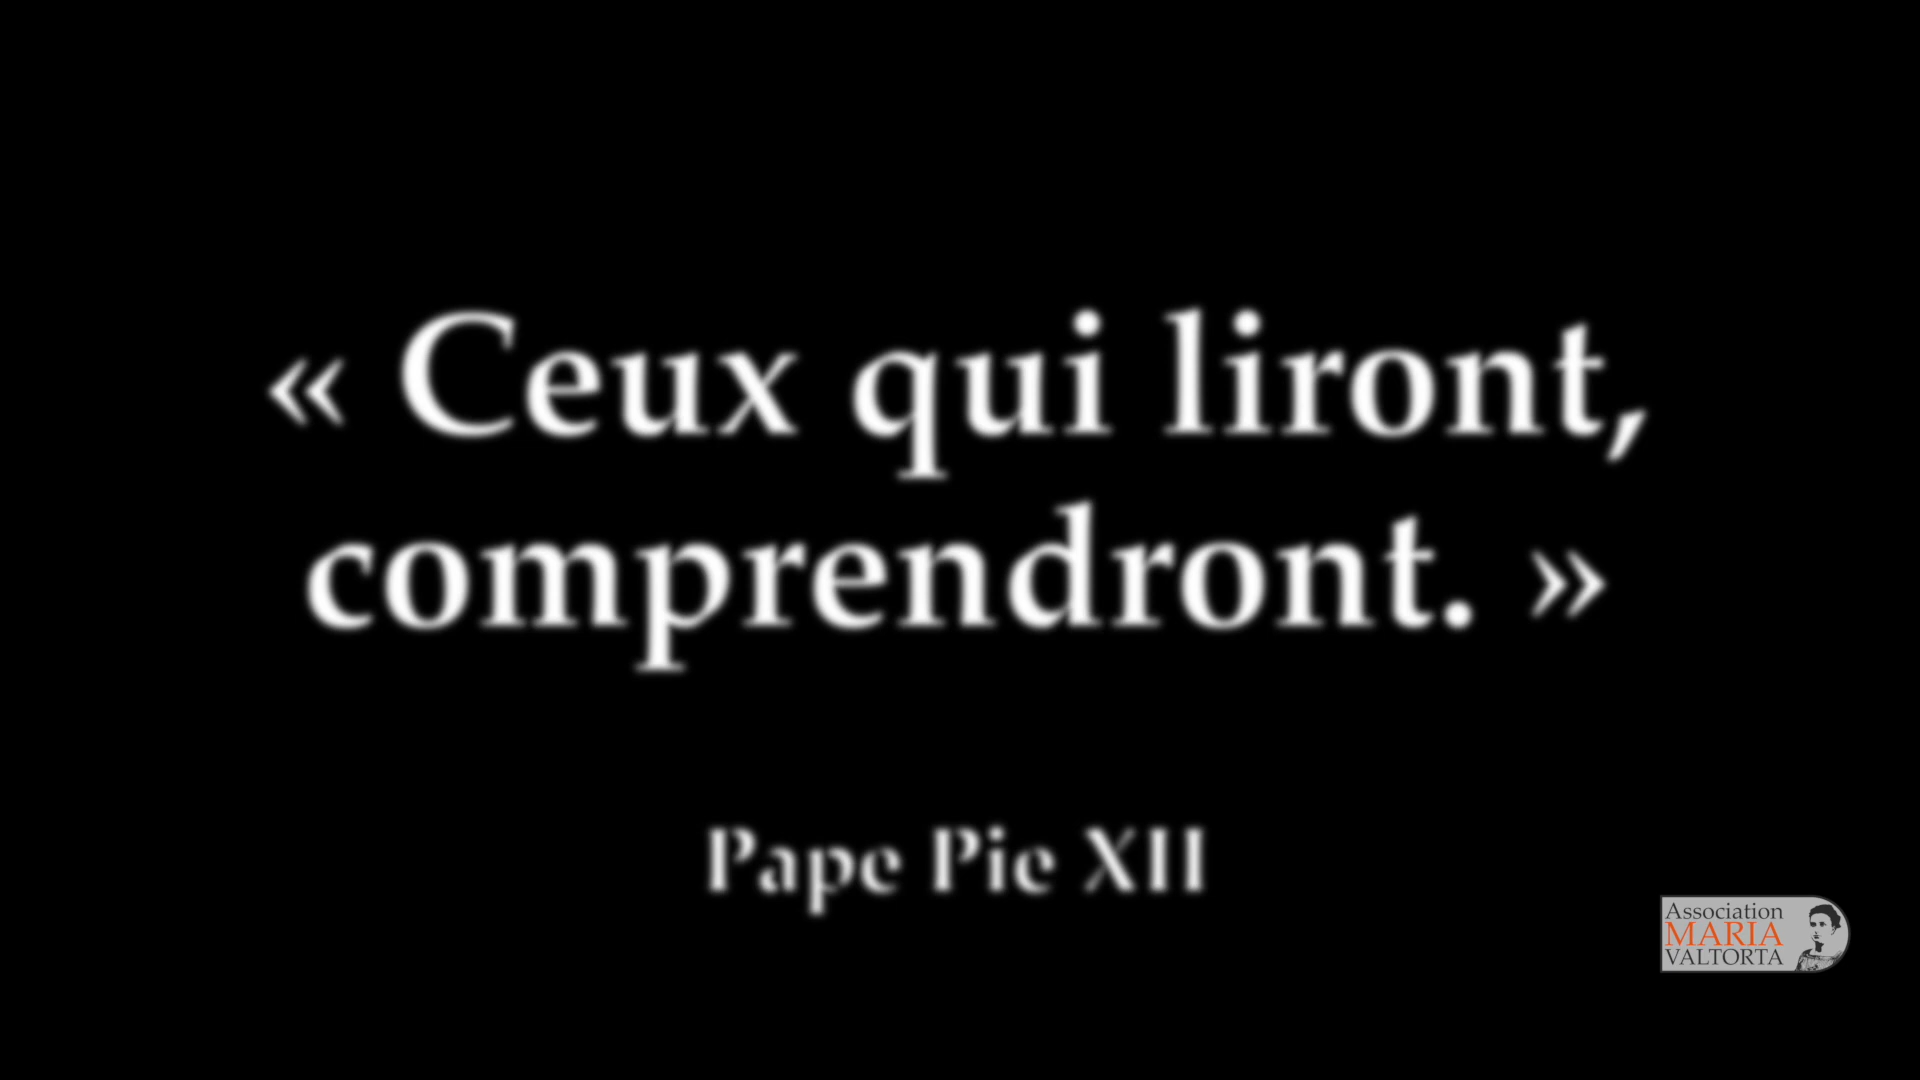 « Ceux qui liront,
comprendront. »
Pape Pie XII
Association
MARIA
VALTORTA